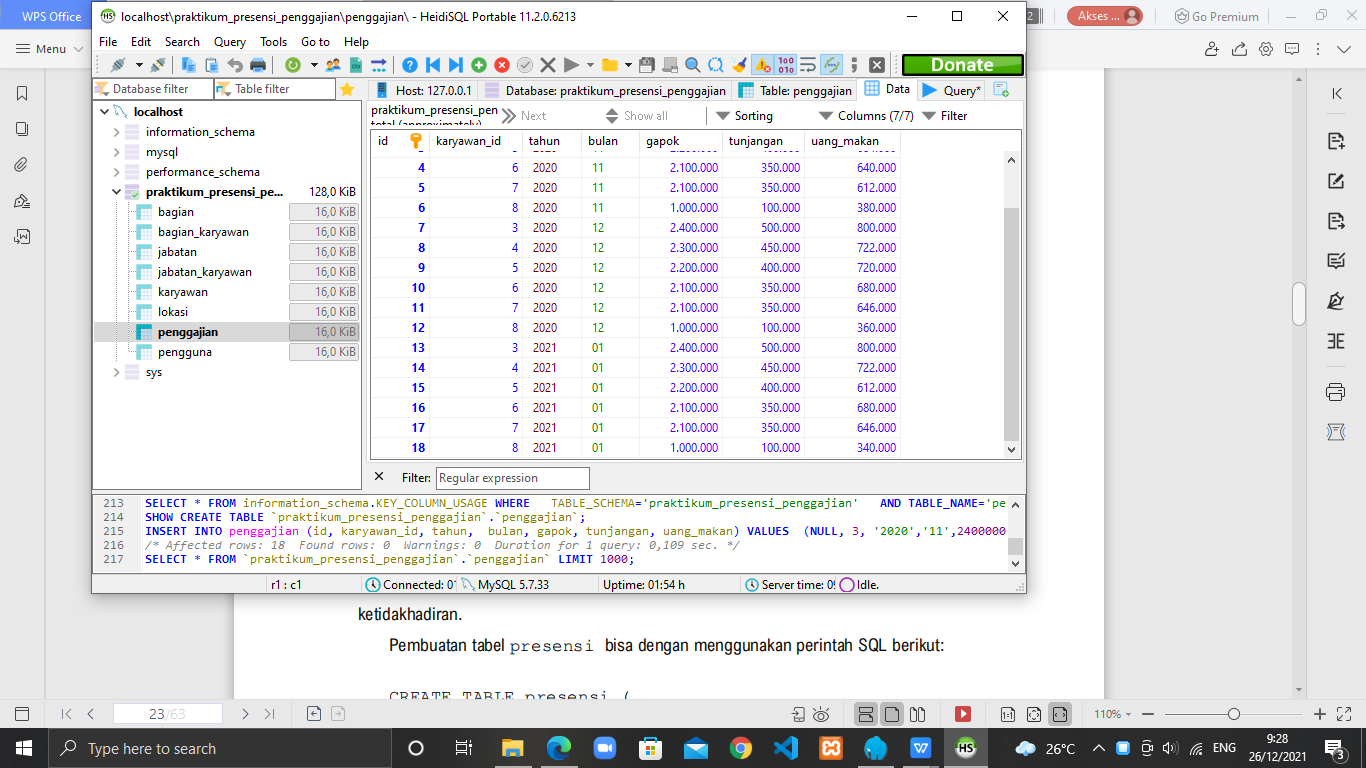 WPS Office
localhost\praktikum_presensi_penggajian\penggajian\ - HeidiSQL Portable 11.2.0.6213
2
Akses ...
Go Premium
Menu
File Edit Search Query Tools Go to Help
Donate
Database filter
Table filter
Host: 127.0.0.1
Database: praktikum_presensi_penggajian
Table: penggajian
Data
Query*
localhost
information_schema
mysql
performance_schema
praktikum_presensi_pe... 128,0 KiB
bagian 16,0 KiB
bagian_karyawan 16,0 KiB
jabatan 16,0 KiB
jabatan_karyawan 16,0 KiB
karyawan 16,0 KiB
lokasi 16,0 KiB
penggajian 16,0 KiB
pengguna 16,0 KiB
sys
praktikum_presensi_pen
total (approximately)
Next
Show all
Sorting
Columns (7/7)
Filter
id karyawan_id tahun bulan gapok tunjangan uang_makan
4 6 2020 11 2.100.000 350.000 640.000
5 7 2020 11 2.100.000 350.000 612.000
6 8 2020 11 1.000.000 100.000 380.000
7 3 2020 12 2.400.000 500.000 800.000
8 4 2020 12 2.300.000 450.000 722.000
9 5 2020 12 2.200.000 400.000 720.000
10 6 2020 12 2.100.000 350.000 680.000
11 7 2020 12 2.100.000 350.000 646.000
12 8 2020 12 1.000.000 100.000 360.000
13 3 2021 01 2.400.000 500.000 800.000
14 4 2021 01 2.300.000 450.000 722.000
15 5 2021 01 2.200.000 400.000 612.000
16 6 2021 01 2.100.000 350.000 680.000
17 7 2021 01 2.100.000 350.000 646.000
18 8 2021 01 1.000.000 100.000 340.000
Filter: Regular expression
213 SELECT * FROM information_schema.KEY_COLUMN_USAGE WHERE TABLE_SCHEMA='praktikum_presensi_penggajian' AND TABLE_NAME='pe
214 SHOW CREATE TABLE `praktikum_presensi_penggajian`.`penggajian`;
215 INSERT INTO penggajian (id, karyawan_id, tahun, bulan, gapok, tunjangan, uang_makan) VALUES (NULL, 3, '2020','11',2400000
216 /* Affected rows: 18 Found rows: 0 Warnings: 0 Duration for 1 query: 0,109 sec. */
217 SELECT * FROM `praktikum_presensi_penggajian`.`penggajian` LIMIT 1000;
r1 : c1
Connected: 01
MySQL 5.7.33
Uptime: 01:54 h
Server time: 09
Idle.
ketidakhadiran.
Pembuatan tabel presensi bisa dengan menggunakan perintah SQL berikut:
CREATE TABLE presensi (
23/63
110%
Type here to search
26°C
ENG
9:28
26/12/2021
3